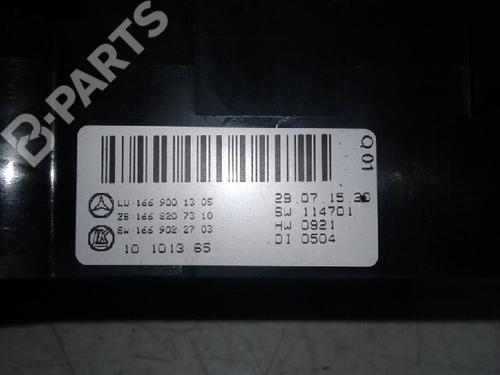 B-PARTS
Q 01
LU:166 900 13 05
ZB:166 820 73 10
SW:166 902 27 03
10 1013 65
29.07.15 30
SW 114701
HW 0921
DI 0504